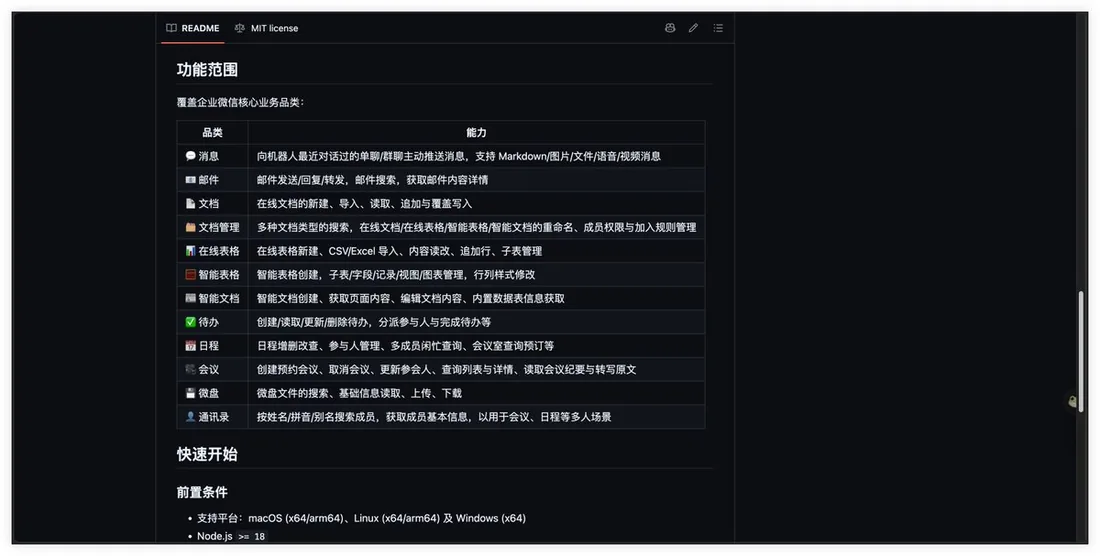 README MIT license
功能范围
覆盖企业微信核心业务品类：
品类 能力
消息 向机器人最近对话过的单聊/群聊主动推送消息，支持 Markdown/图片/文件/语音/视频消息
邮件 邮件发送/回复/转发，邮件搜索，获取邮件内容详情
文档 在线文档的新建、导入、读取、追加与覆盖写入
文档管理 多种文档类型的搜索，在线文档/在线表格/智能表格/智能文档的重命名、成员权限与加入规则管理
在线表格 在线表格新建、CSV/Excel 导入、内容读改、追加行、子表管理
智能表格 智能表格创建，子表/字段/记录/视图/图表管理，行列样式修改
智能文档 智能文档创建、获取页面内容、编辑文档内容、内置数据表信息获取
待办 创建/读取/更新/删除待办，分派参与人与完成待办等
日程 日程增删改查、参与人管理、多成员闲忙查询、会议室查询预订等
会议 创建预约会议、取消会议、更新参会人、查询列表与详情、读取会议纪要与转写原文
微盘 微盘文件的搜索、基础信息读取、上传、下载
通讯录 按姓名/拼音/别名搜索成员，获取成员基本信息，以用于会议、日程等多人场景
快速开始
前置条件
• 支持平台：macOS (x64/arm64)、Linux (x64/arm64) 及 Windows (x64)
• Node.js >= 18